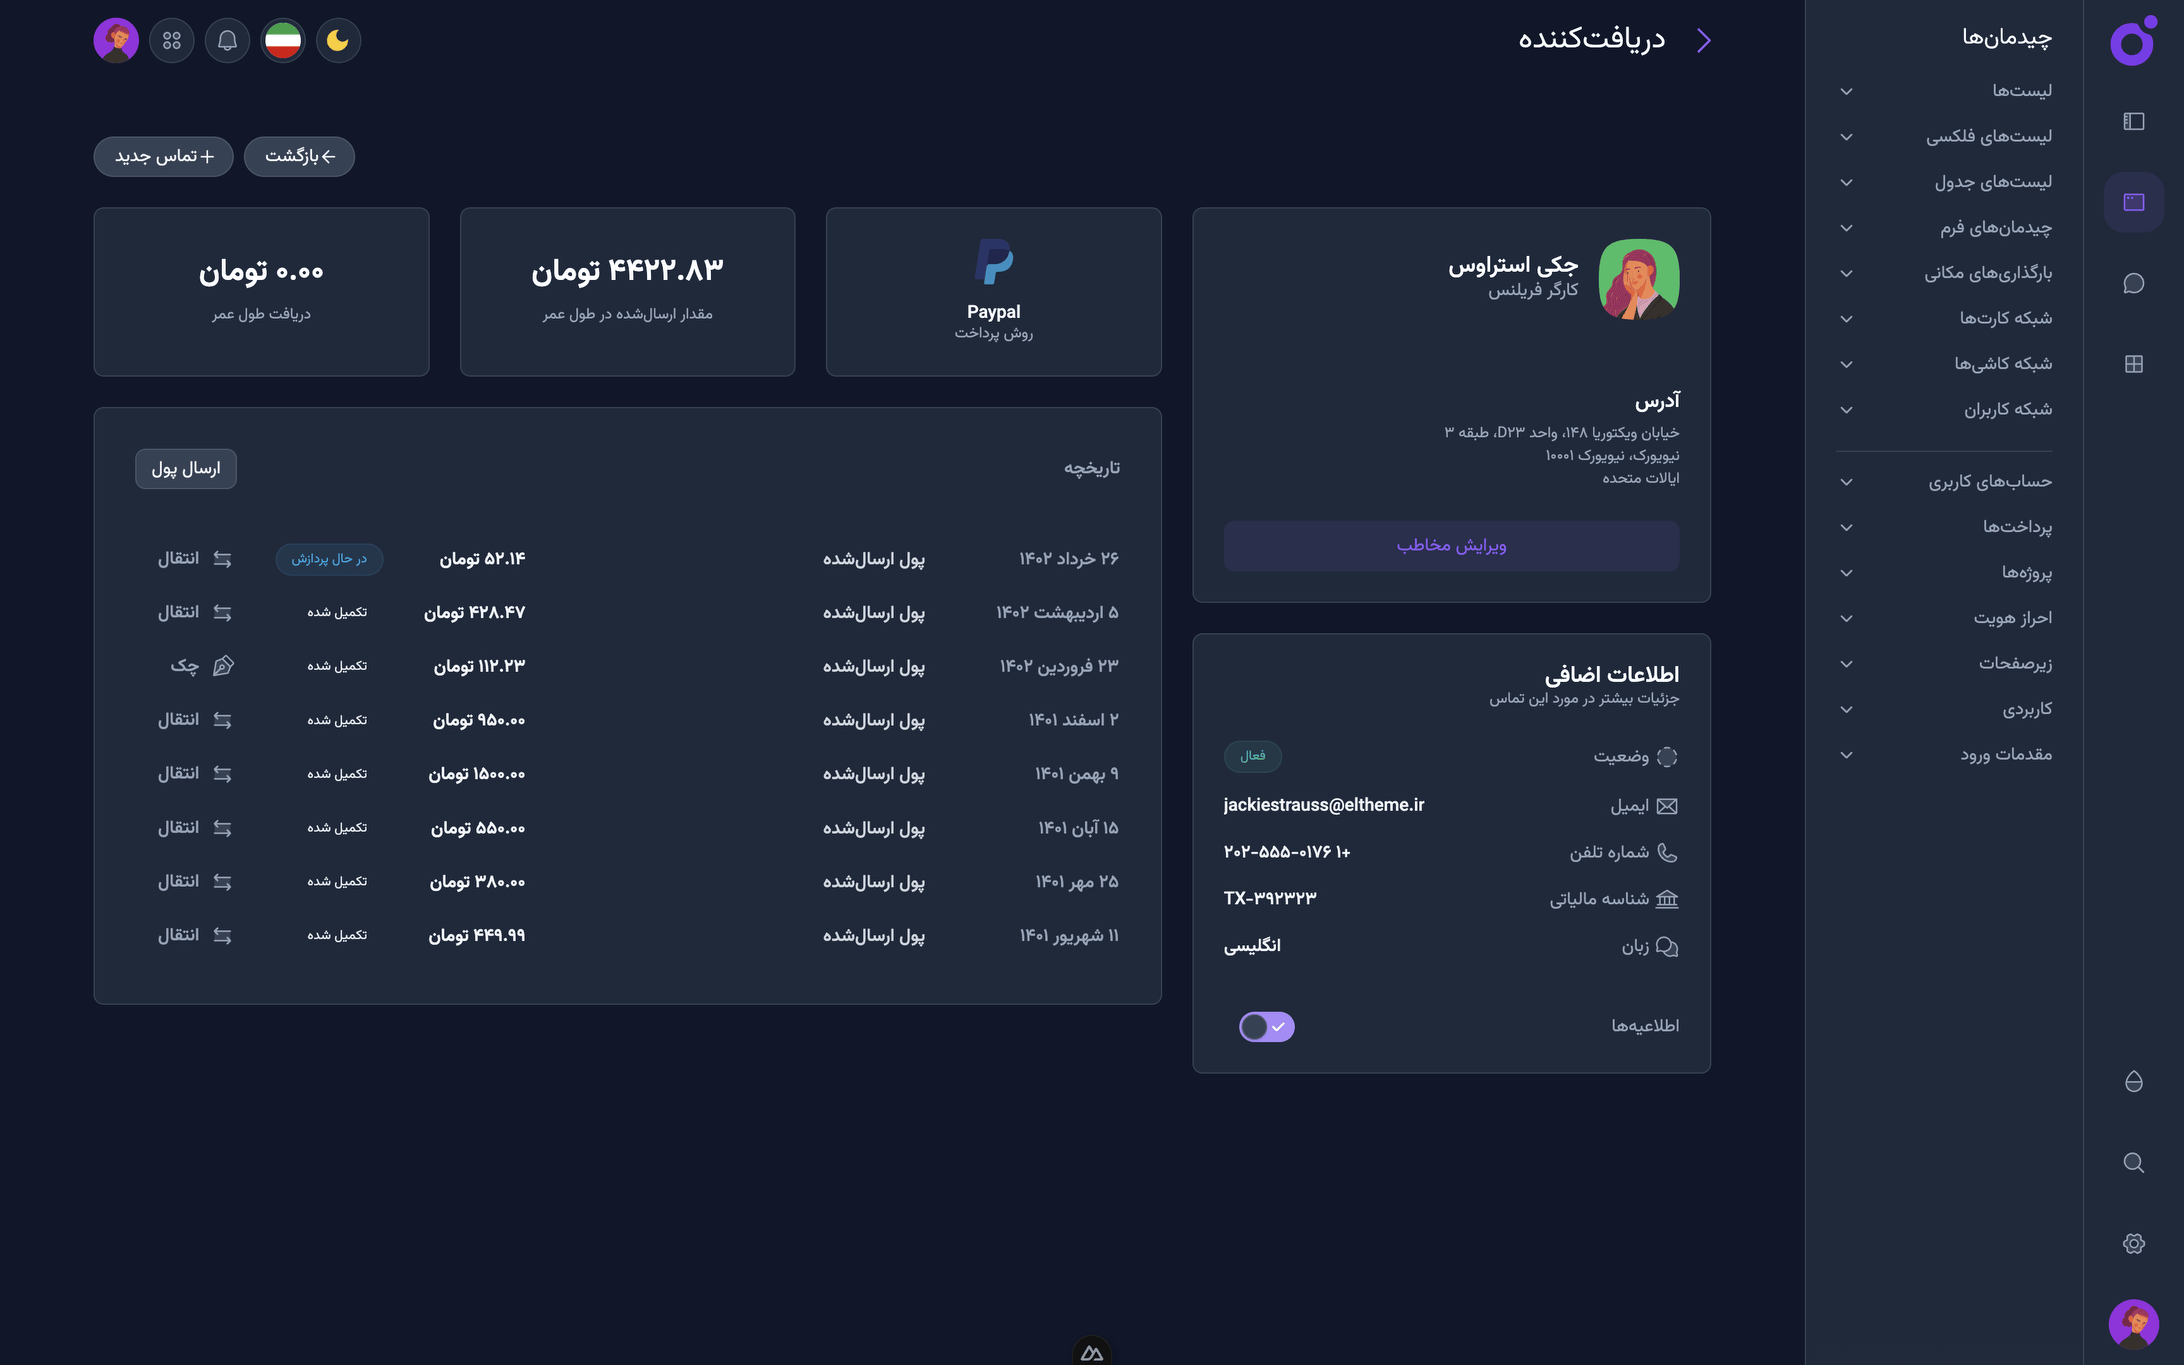 چیدمان‌ها
لیست‌ها
لیست‌های فلکسی
لیست‌های جدول
چیدمان‌های فرم
بارگذاری‌های مکانی
شبکه کارت‌ها
شبکه کاشی‌ها
شبکه کاربران
حساب‌های کاربری
پرداخت‌ها
پروژه‌ها
احراز هویت
زیرصفحات
کاربردی
مقدمات ورود
دریافت‌کننده
بازگشت
تماس جدید
جکی استراوس
کارگر فریلنس
آدرس
خیابان ویکتوریا ۱۴۸، واحد D۲۳، طبقه ۳
نیویورک، نیویورک ۱۰۰۰۱
ایالات متحده
ویرایش مخاطب
اطلاعات اضافی
جزئیات بیشتر در مورد این تماس
وضعیت فعال
ایمیل jackiestrauss@eltheme.ir
شماره تلفن +۱ ۲۰۲-۵۵۵-۰۱۷۶
شناسه مالیاتی TX-۳۹۲۳۲۳
زبان انگلیسی
اطلاعیه‌ها
Paypal
روش پرداخت
۴۴۲۲.۸۳ تومان
مقدار ارسال‌شده در طول عمر
۰.۰۰ تومان
دریافت طول عمر
تاریخچه ارسال پول
۲۶ خرداد ۱۴۰۲ پول ارسال‌شده ۵۲.۱۴ تومان در حال پردازش انتقال
۵ اردیبهشت ۱۴۰۲ پول ارسال‌شده ۴۲۸.۴۷ تومان تکمیل شده انتقال
۲۳ فروردین ۱۴۰۲ پول ارسال‌شده ۱۱۲.۲۳ تومان تکمیل شده چک
۲ اسفند ۱۴۰۱ پول ارسال‌شده ۹۵۰.۰۰ تومان تکمیل شده انتقال
۹ بهمن ۱۴۰۱ پول ارسال‌شده ۱۵۰۰.۰۰ تومان تکمیل شده انتقال
۱۵ آبان ۱۴۰۱ پول ارسال‌شده ۵۵۰.۰۰ تومان تکمیل شده انتقال
۲۵ مهر ۱۴۰۱ پول ارسال‌شده ۳۸۰.۰۰ تومان تکمیل شده انتقال
۱۱ شهریور ۱۴۰۱ پول ارسال‌شده ۴۴۹.۹۹ تومان تکمیل شده انتقال